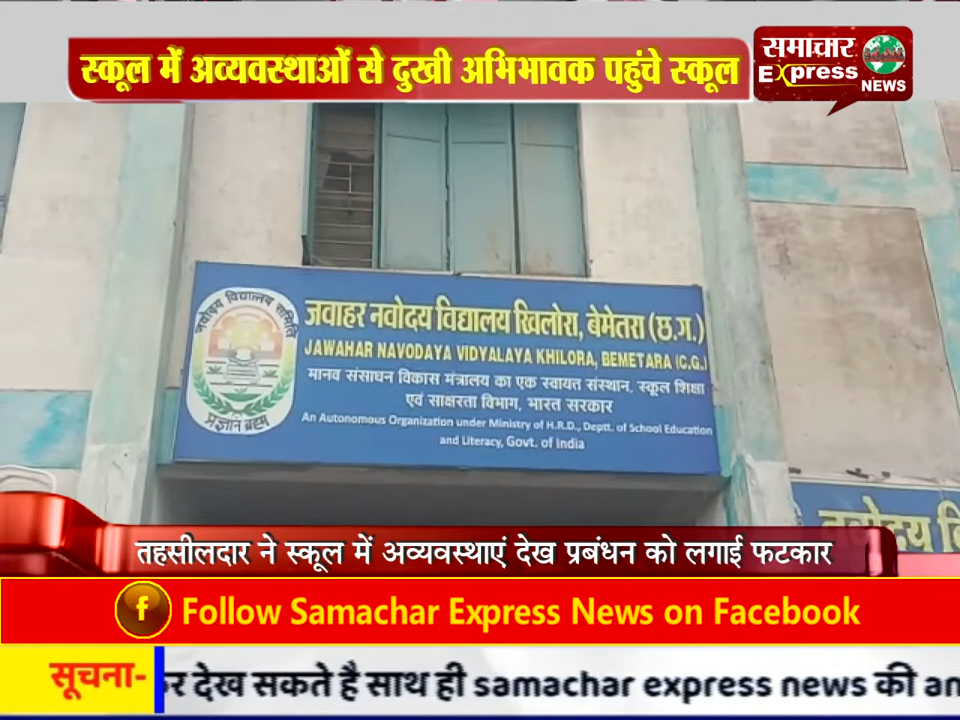 स्कूल में अव्यवस्थाओं से दुखी अभिभावक पहुंचे स्कूल
समाचार
Express
NEWS
नवोदय विद्यालय समिति
प्रज्ञानं ब्रह्म
जवाहर नवोदय विद्यालय खिलोरा, बेमेतरा (छ.ग.)
JAWAHAR NAVODAYA VIDYALAYA KHILORA, BEMETARA (C.G.)
मानव संसाधन विकास मंत्रालय का एक स्वायत संस्थान, स्कूल शिक्षा
एवं साक्षरता विभाग, भारत सरकार
An Autonomous Organization under Ministry of H.R.D., Deptt. of School Education
and Literacy, Govt. of India
तहसीलदार ने स्कूल में अव्यवस्थाएं देख प्रबंधन को लगाई फटकार
f Follow Samachar Express News on Facebook
सूचना- देख सकते है साथ ही samachar express news की